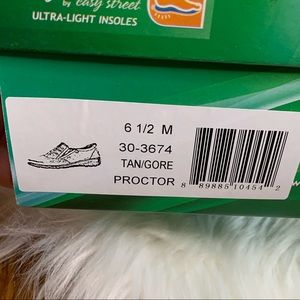 by easy street
ULTRA-LIGHT INSOLES
6 1/2 M
30-3674
TAN/GORE
PROCTOR
8 89885 10454 2